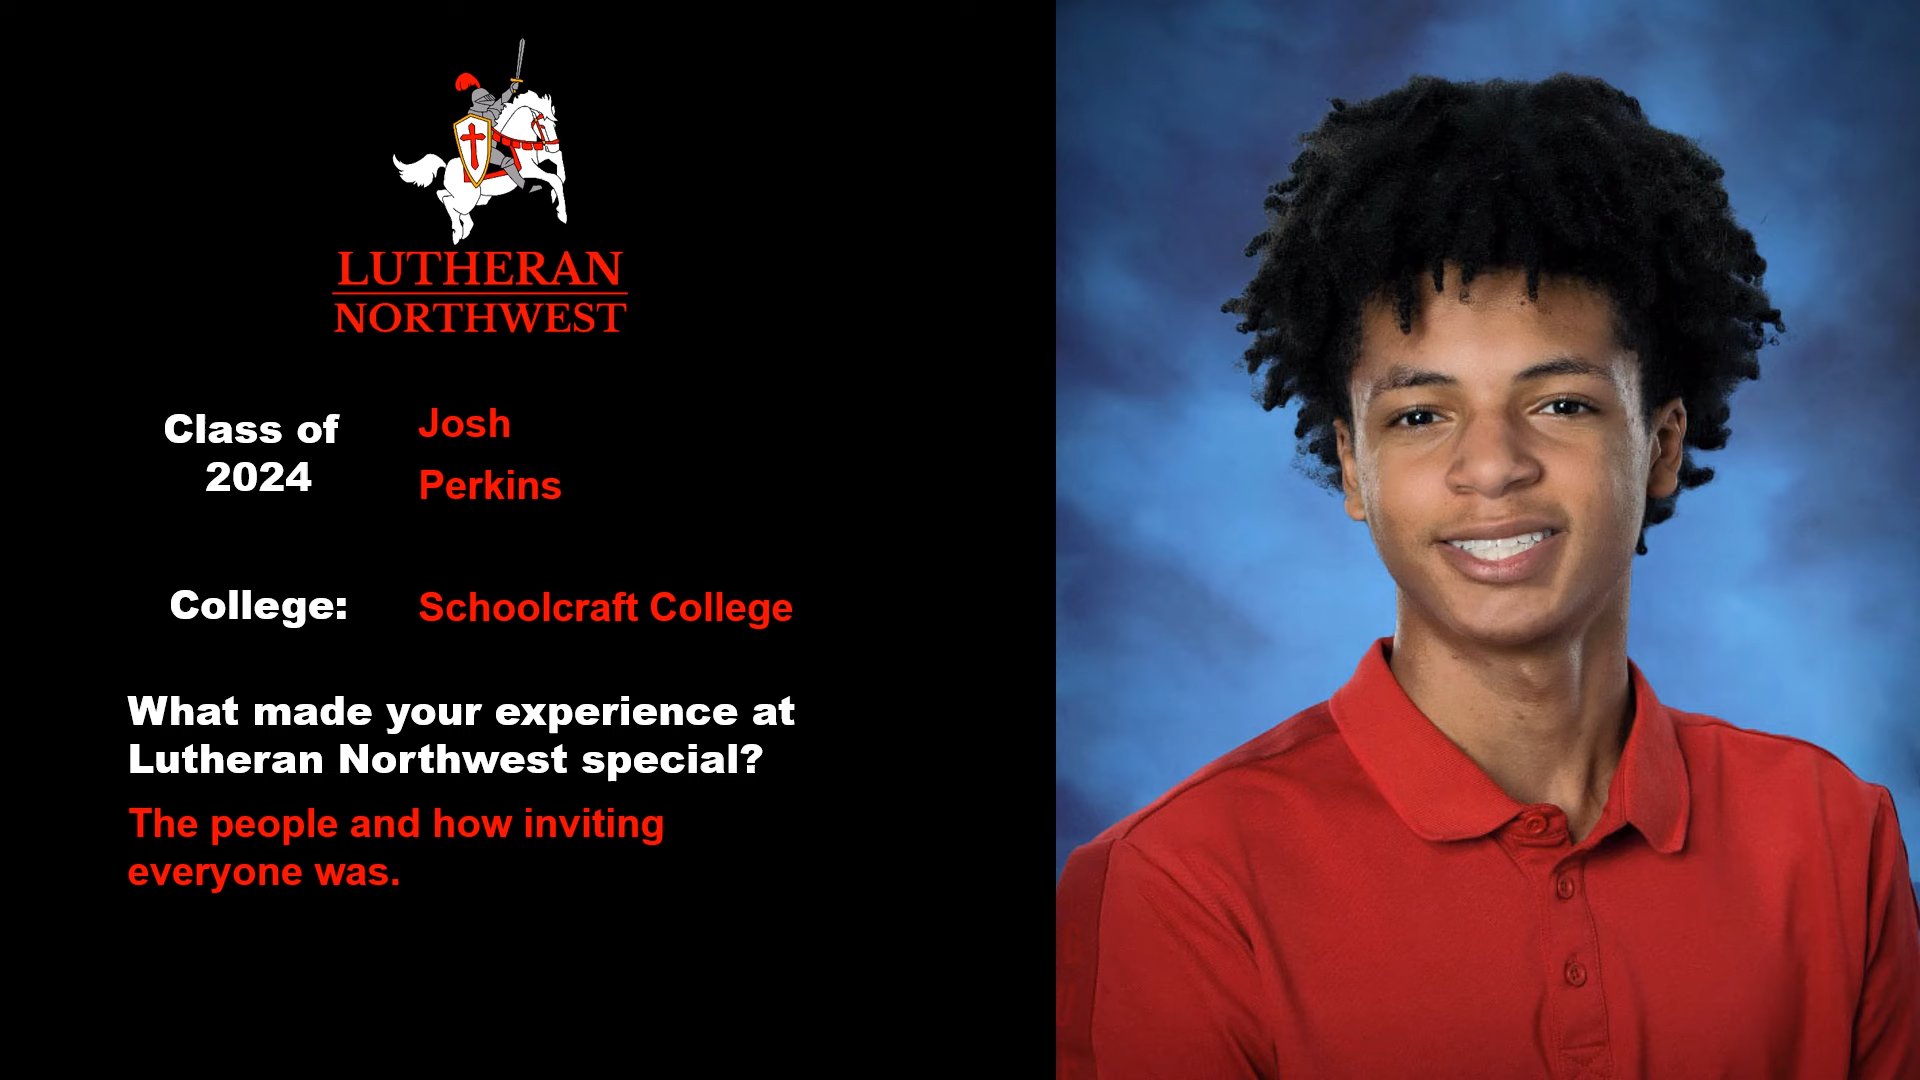 LUTHERAN
NORTHWEST
Class of
2024
Josh
Perkins
College:
Schoolcraft College
What made your experience at
Lutheran Northwest special?
The people and how inviting
everyone was.